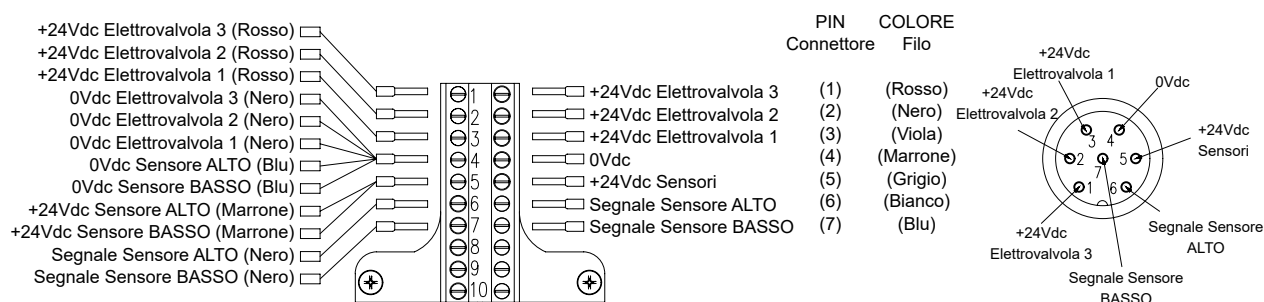 +24Vdc Elettrovalvola 3 (Rosso)
+24Vdc Elettrovalvola 2 (Rosso)
+24Vdc Elettrovalvola 1 (Rosso)
0Vdc Elettrovalvola 3 (Nero)
0Vdc Elettrovalvola 2 (Nero)
0Vdc Elettrovalvola 1 (Nero)
0Vdc Sensore ALTO (Blu)
0Vdc Sensore BASSO (Blu)
+24Vdc Sensore ALTO (Marrone)
+24Vdc Sensore BASSO (Marrone)
Segnale Sensore ALTO (Nero)
Segnale Sensore BASSO (Nero)
1
2
3
4
5
6
7
8
9
10
PIN COLORE
Connettore Filo
+24Vdc Elettrovalvola 3 (1) (Rosso)
+24Vdc Elettrovalvola 2 (2) (Nero)
+24Vdc Elettrovalvola 1 (3) (Viola)
0Vdc (4) (Marrone)
+24Vdc Sensori (5) (Grigio)
Segnale Sensore ALTO (6) (Bianco)
Segnale Sensore BASSO (7) (Blu)
+24Vdc
Elettrovalvola 1
+24Vdc
Elettrovalvola 2
0Vdc
+24Vdc
Sensori
3 4
2 5
7
1 6
+24Vdc
Elettrovalvola 3
Segnale Sensore
ALTO
Segnale Sensore
BASSO